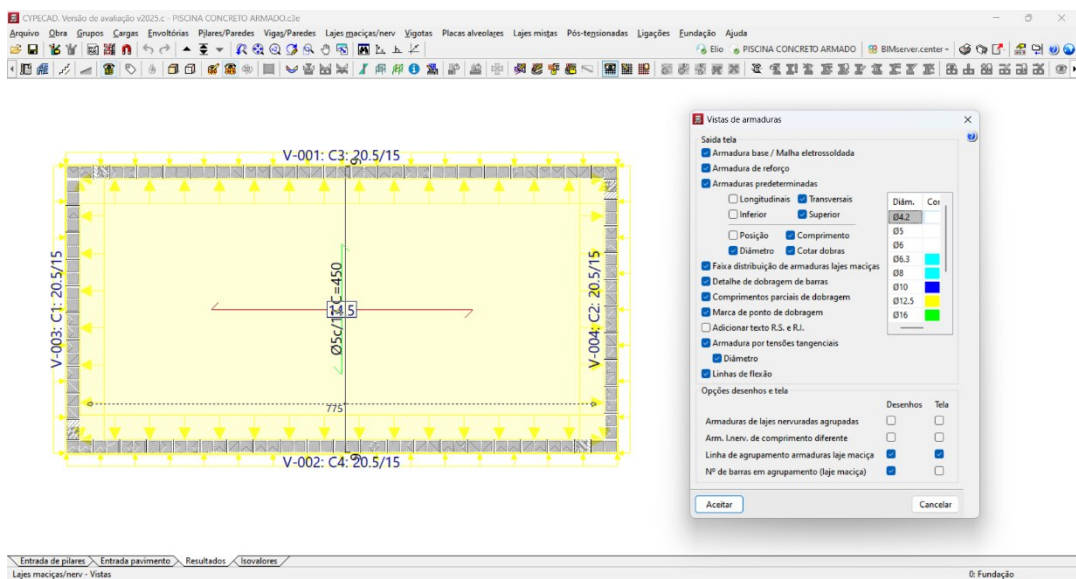 CYPECAD. Versão de avaliação v2025.c - PISCINA CONCRETO ARMADO.c3e
Arquivo Obra Grupos Cargas Envoltórias Pilares/Paredes Vigas/Paredes Lajes maciças/nerv Vigotas Placas alveolares Lajes mistas Pós-tensionadas Ligações Fundação Ajuda
Elio PISCINA CONCRETO ARMADO BIMserver.center
V-001: C3: 20.5/15
V-003: C1: 20.5/15
Ø5c/ C=450
14.5
V-004: C2: 20.5/15
775
V-002: C4: 20.5/15
6
6
Vistas de armaduras
Saida tela
Armadura base / Malha eletrossoldada
Armadura de reforço
Armaduras predeterminadas
Longitudinais Transversais
Inferior Superior
Posição Comprimento
Diâmetro Cotar dobras
Faixa distribuição de armaduras lajes maciças
Detalhe de dobragem de barras
Comprimentos parciais de dobragem
Marca de ponto de dobragem
Adicionar texto R.S. e R.I.
Armadura por tensões tangenciais
Diâmetro
Linhas de flexão
Diâm. Cor
Ø4.2
Ø5
Ø6
Ø6.3
Ø8
Ø10
Ø12.5
Ø16
Opções desenhos e tela
Desenhos Tela
Armaduras de lajes nervuradas agrupadas
Arm. l.nerv. de comprimento diferente
Linha de agrupamento armaduras laje maciça
Nº de barras em agrupamento (laje maciça)
Aceitar Cancelar
Entrada de pilares Entrada pavimento Resultados Isovalores
Lajes maciças/nerv - Vistas 0: Fundação